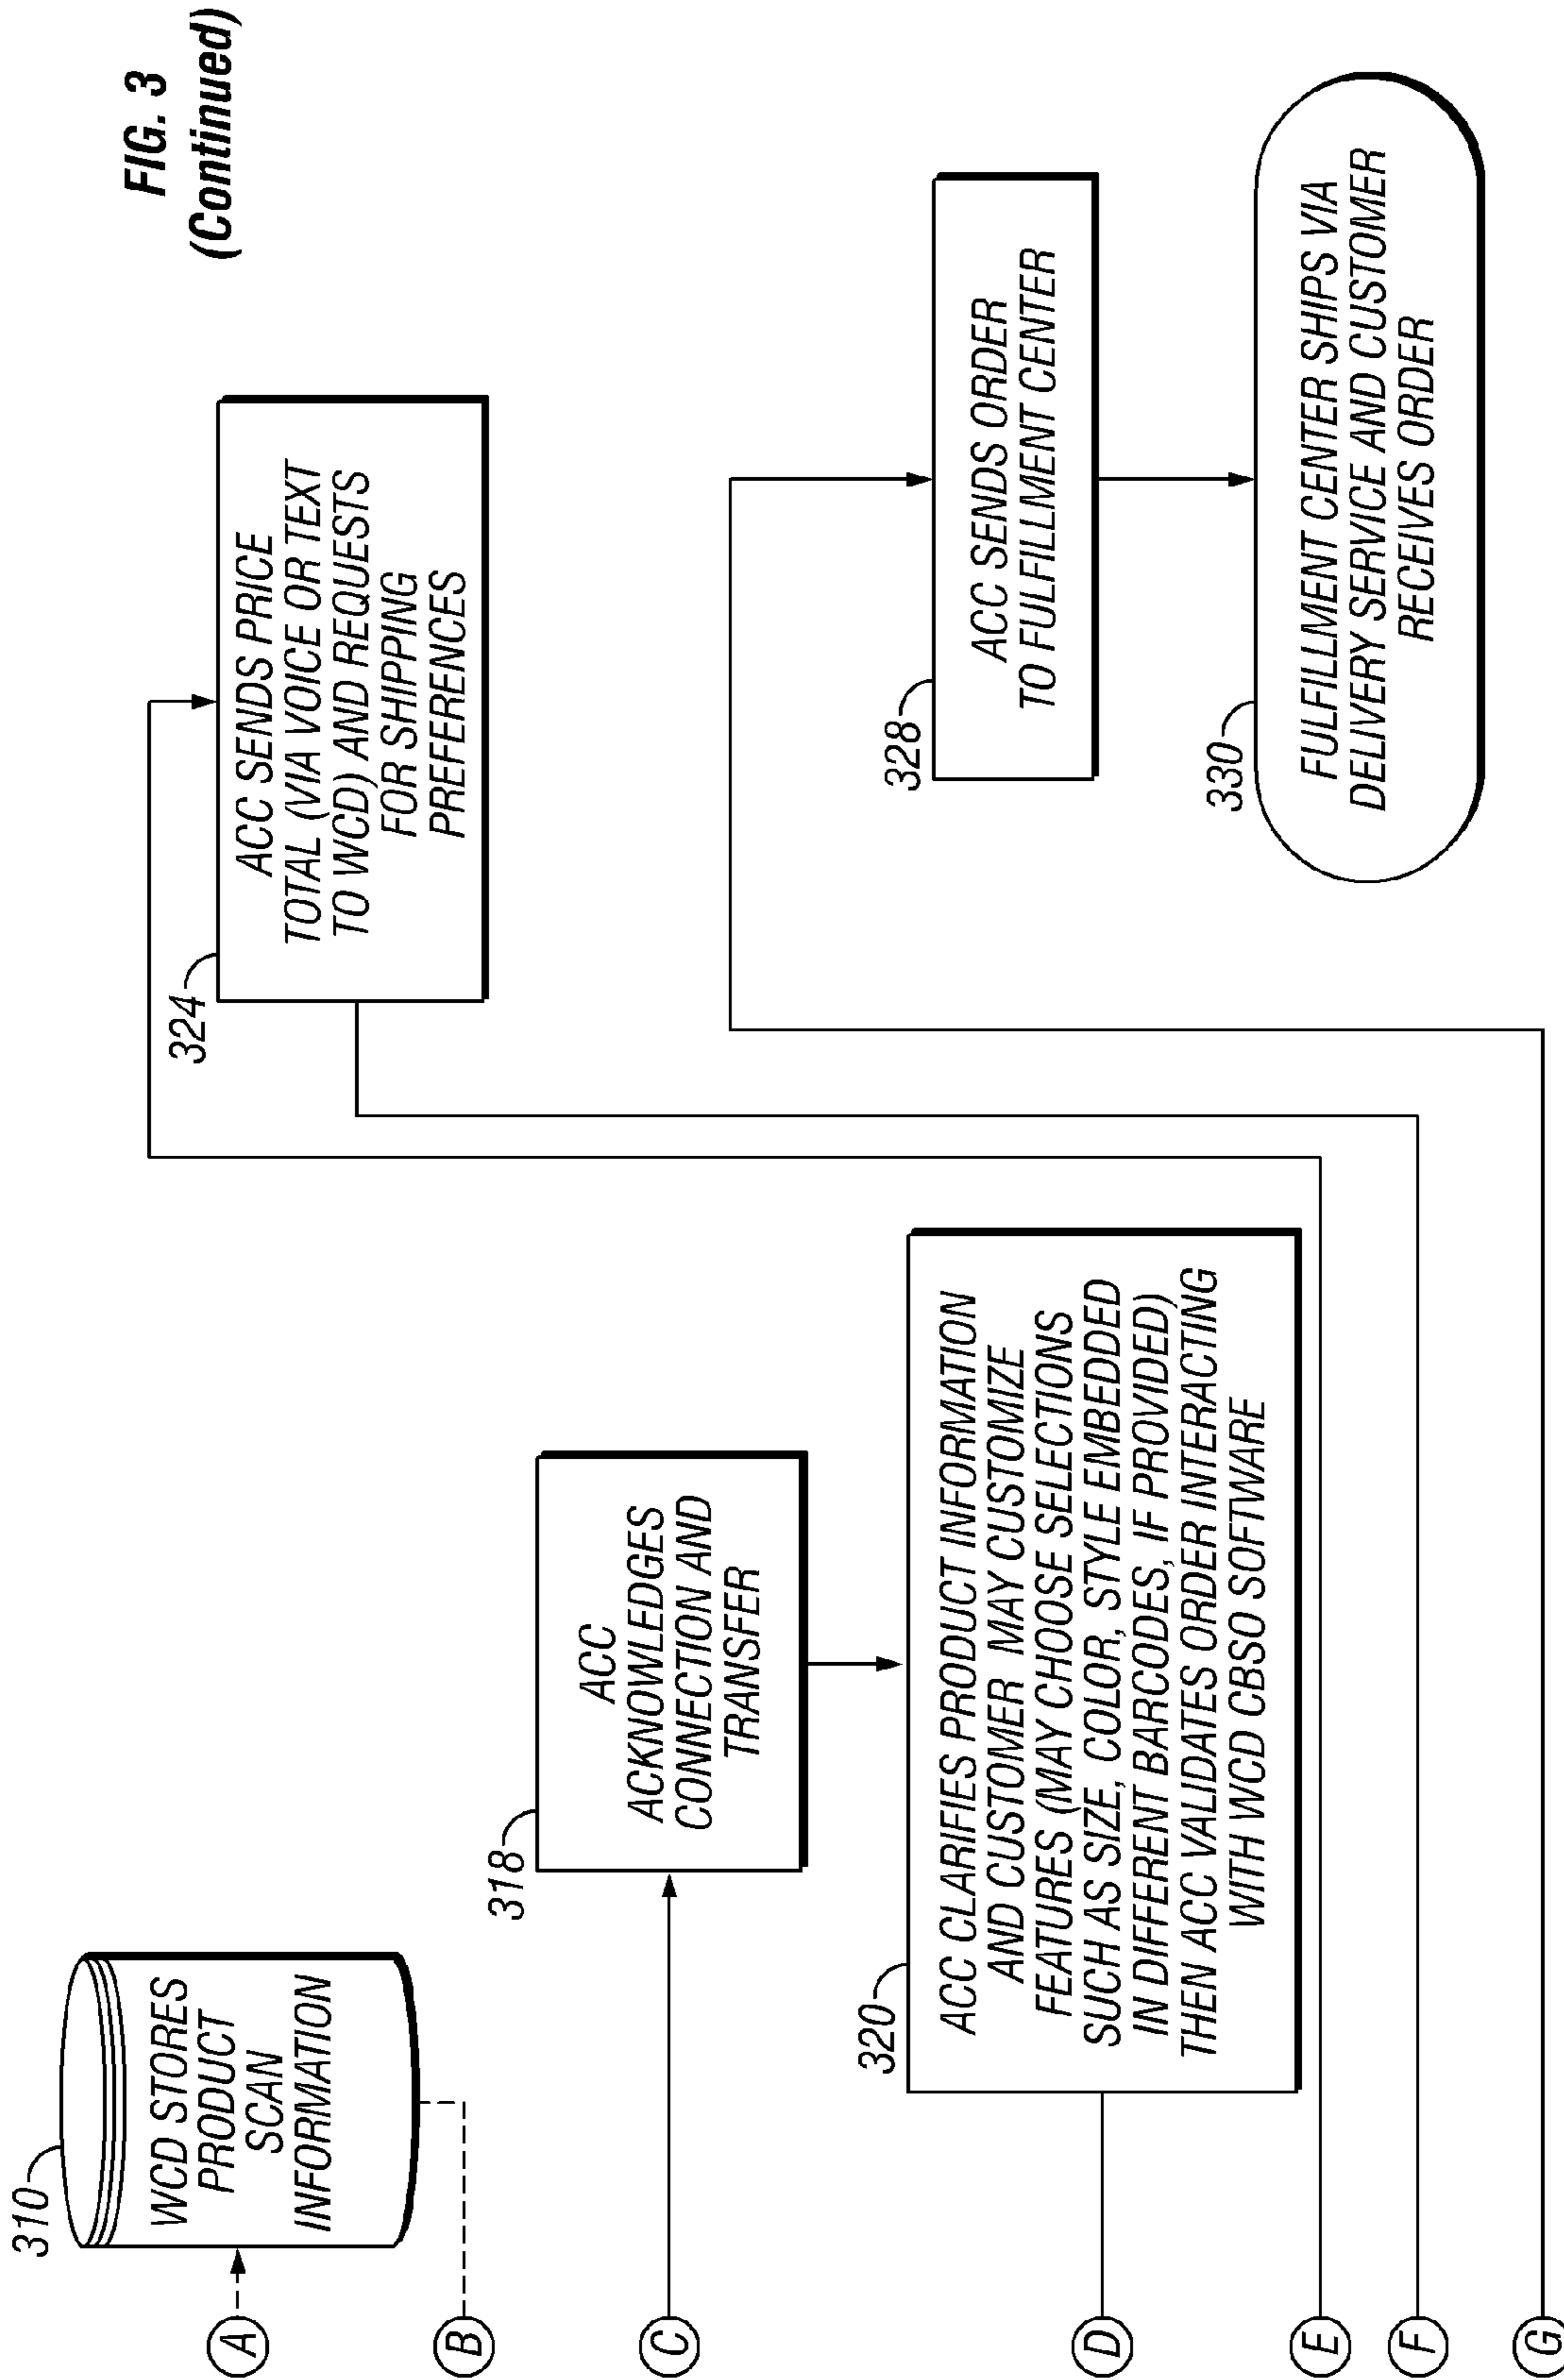 FIG. 3
(Continued)
310
WCD STORES
PRODUCT
SCAN
INFORMATION
A
B
318
ACC
ACKNOWLEDGES
CONNECTION AND
TRANSFER
C
320
ACC CLARIFIES PRODUCT INFORMATION
AND CUSTOMER MAY CUSTOMIZE
FEATURES (MAY CHOOSE SELECTIONS
SUCH AS SIZE, COLOR, STYLE EMBEDDED
IN DIFFERENT BARCODES, IF PROVIDED),
THEN ACC VALIDATES ORDER INTERACTING
WITH WCD CBSO SOFTWARE
D
324
ACC SENDS PRICE
TOTAL (VIA VOICE OR TEXT
TO WCD) AND REQUESTS
FOR SHIPPING
PREFERENCES
E
F
328
ACC SENDS ORDER
TO FULFILLMENT CENTER
330
FULFILLMENT CENTER SHIPS VIA
DELIVERY SERVICE AND CUSTOMER
RECEIVES ORDER
G